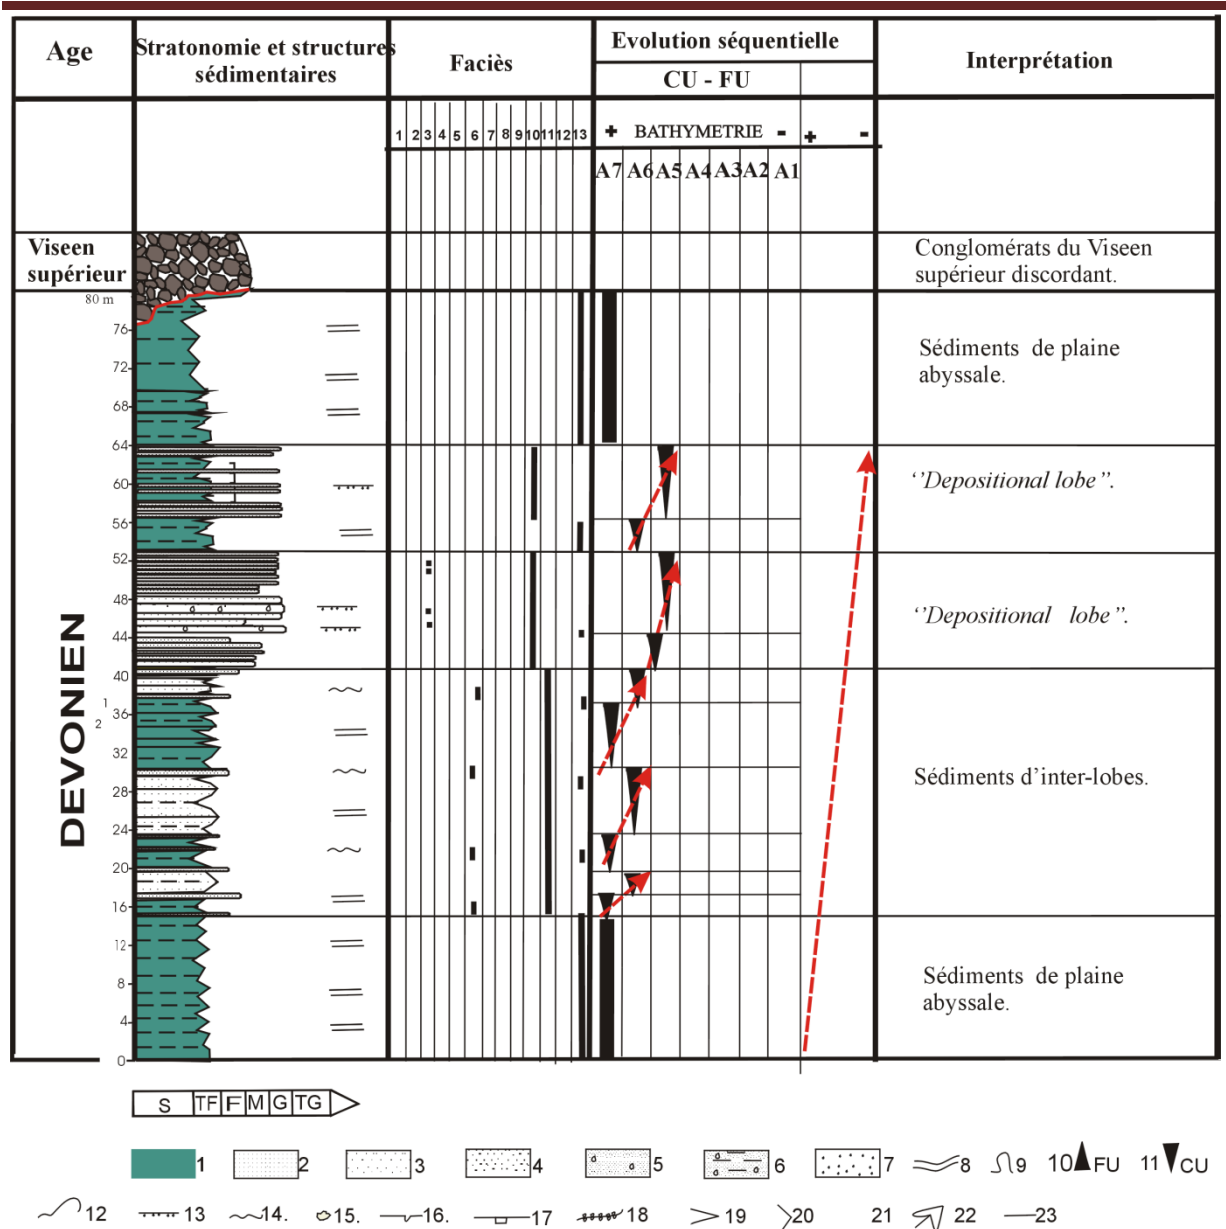 Age
Stratonomie et structures
sédimentaires
Faciès
Evolution séquentielle
CU - FU
Interprétation
1 2 3 4 5 6 7 8 9 10 11 12 13
+ BATHYMETRIE - + -
A7 A6 A5 A4 A3 A2 A1
Viseen
supérieur
Conglomérats du Viseen
supérieur discordant.
80 m
76
72
68
64
60
56
52
48
44
40
36
32
28
24
20
16
12
8
4
0
1
2
DEVONIEN
Sédiments de plaine
abyssale.
‘’Depositional lobe’’.
‘’Depositional lobe’’.
Sédiments d’inter-lobes.
Sédiments de plaine
abyssale.
S TF F M G TG
1 2 3 4 5 6 7 8 9 10 FU 11 CU
12 13 14. 15. 16. 17 18 19 20 21 22 23